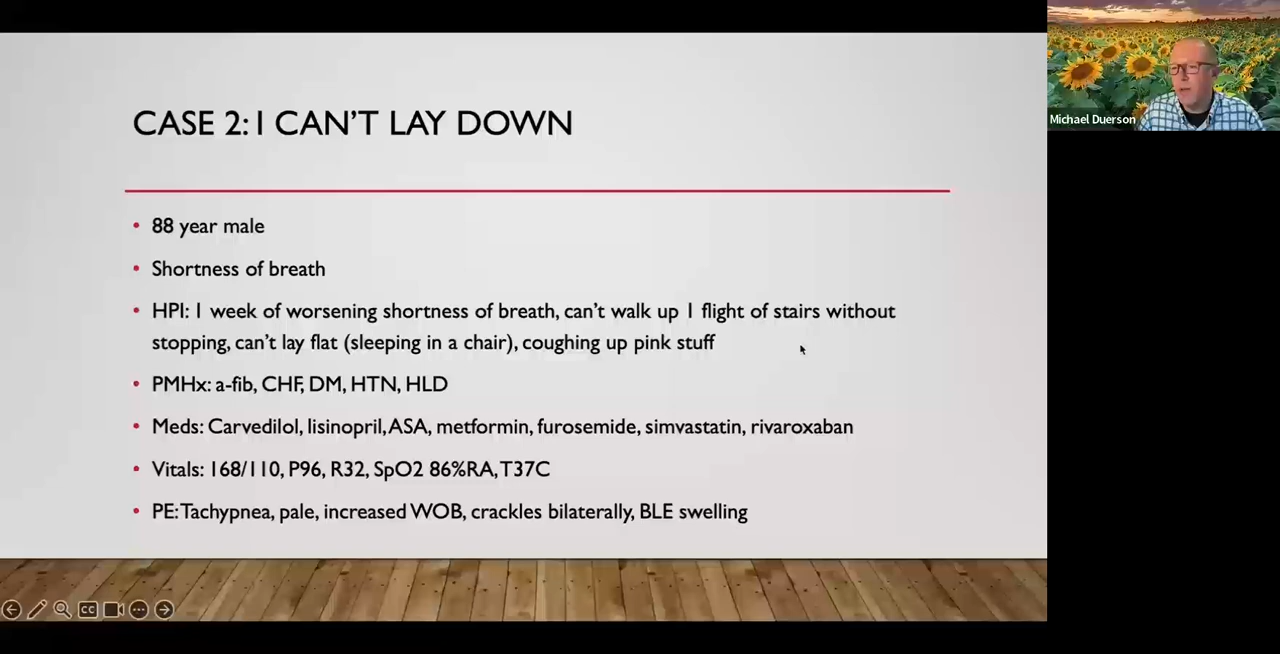 CASE 2: I CAN'T LAY DOWN
• 88 year male
• Shortness of breath
• HPI: 1 week of worsening shortness of breath, can't walk up 1 flight of stairs without
stopping, can't lay flat (sleeping in a chair), coughing up pink stuff
• PMHx: a-fib, CHF, DM, HTN, HLD
• Meds: Carvedilol, lisinopril, ASA, metformin, furosemide, simvastatin, rivaroxaban
• Vitals: 168/110, P96, R32, SpO2 86%RA, T37C
• PE: Tachypnea, pale, increased WOB, crackles bilaterally, BLE swelling
Michael Duerson
CC